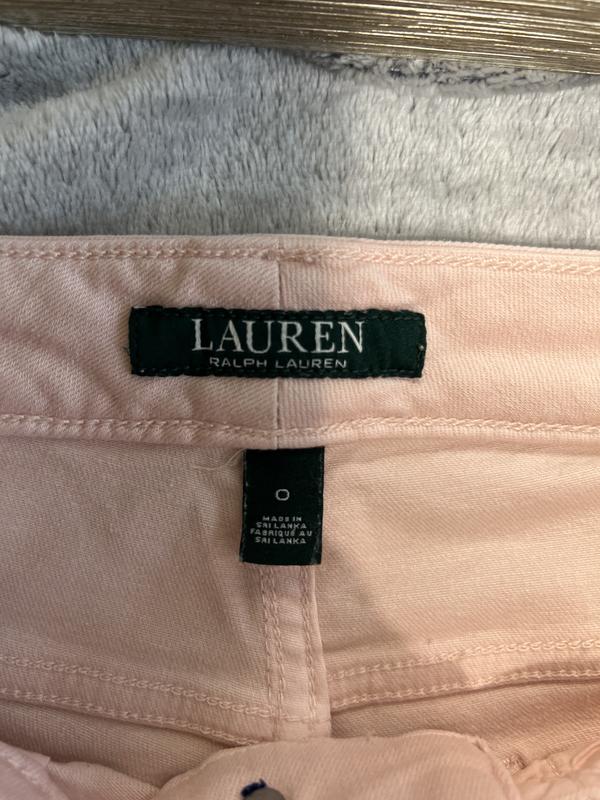 LAUREN
RALPH LAUREN
0
MADE IN
SRI LANKA
FABRIQUÉ AU
SRI LANKA